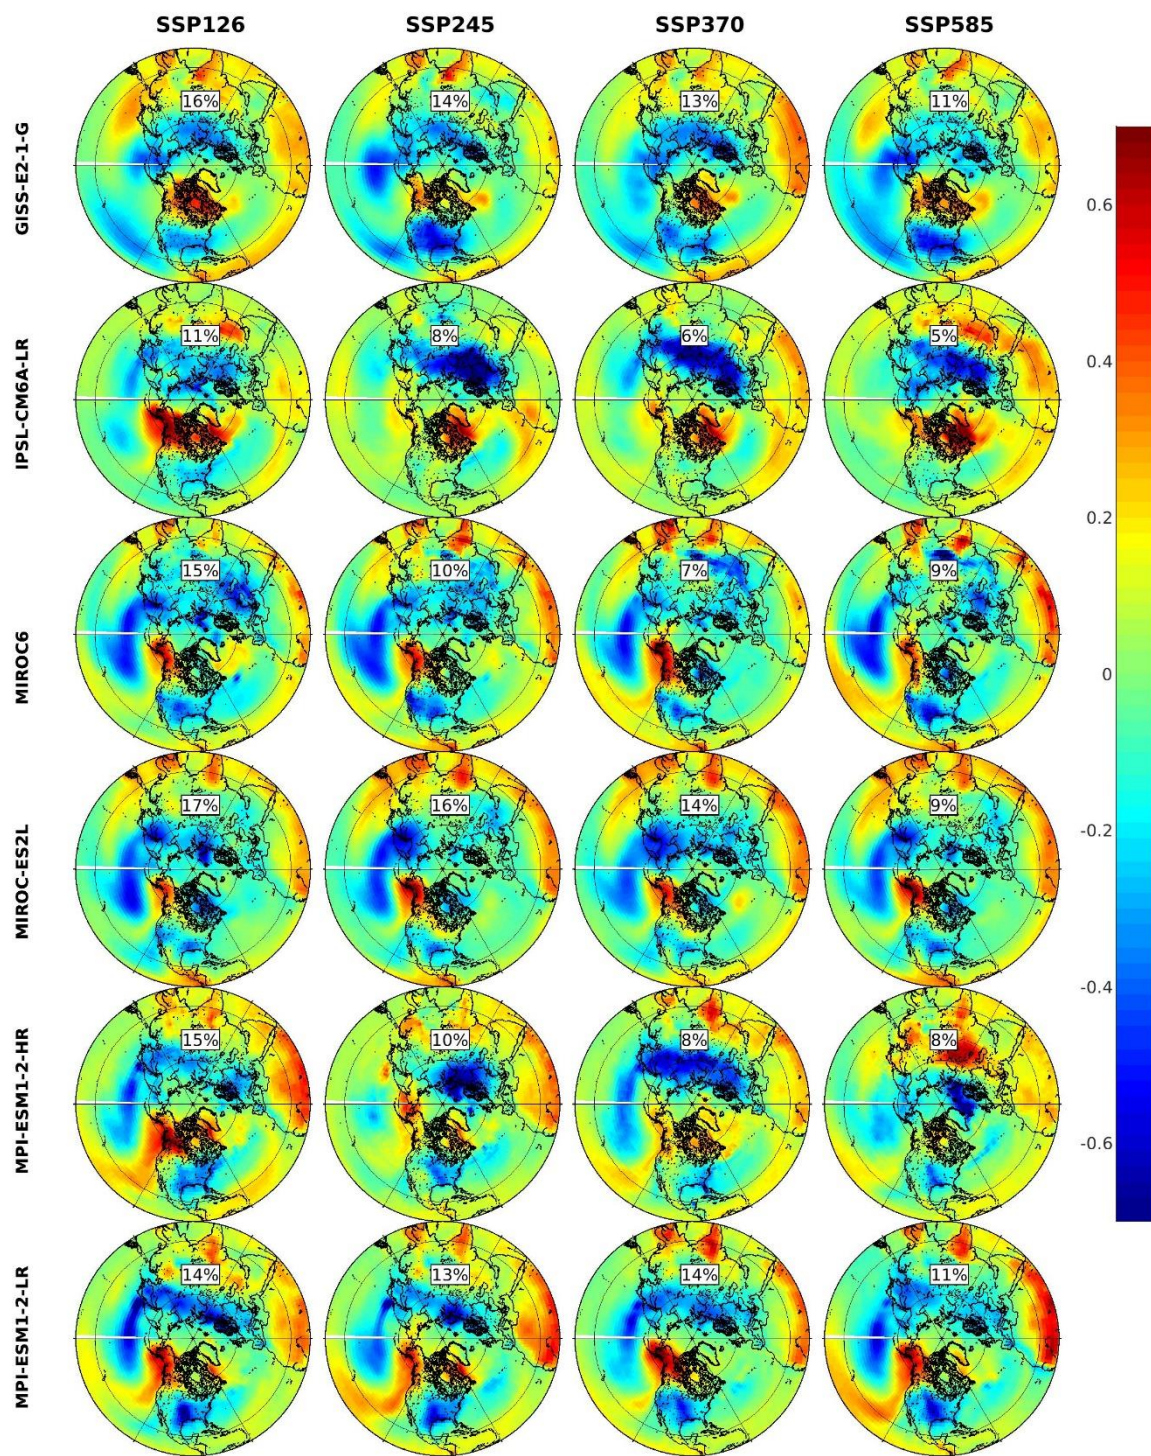 SSP126 SSP245 SSP370 SSP585
GISS-E2-1-G
16% 14% 13% 11%
IPSL-CM6A-LR
11% 8% 6% 5%
MIROC6
15% 10% 7% 9%
MIROC-ES2L
17% 16% 14% 9%
MPI-ESM1-2-HR
15% 10% 8% 8%
MPI-ESM1-2-LR
14% 13% 14% 11%
0.6
0.4
0.2
0
-0.2
-0.4
-0.6